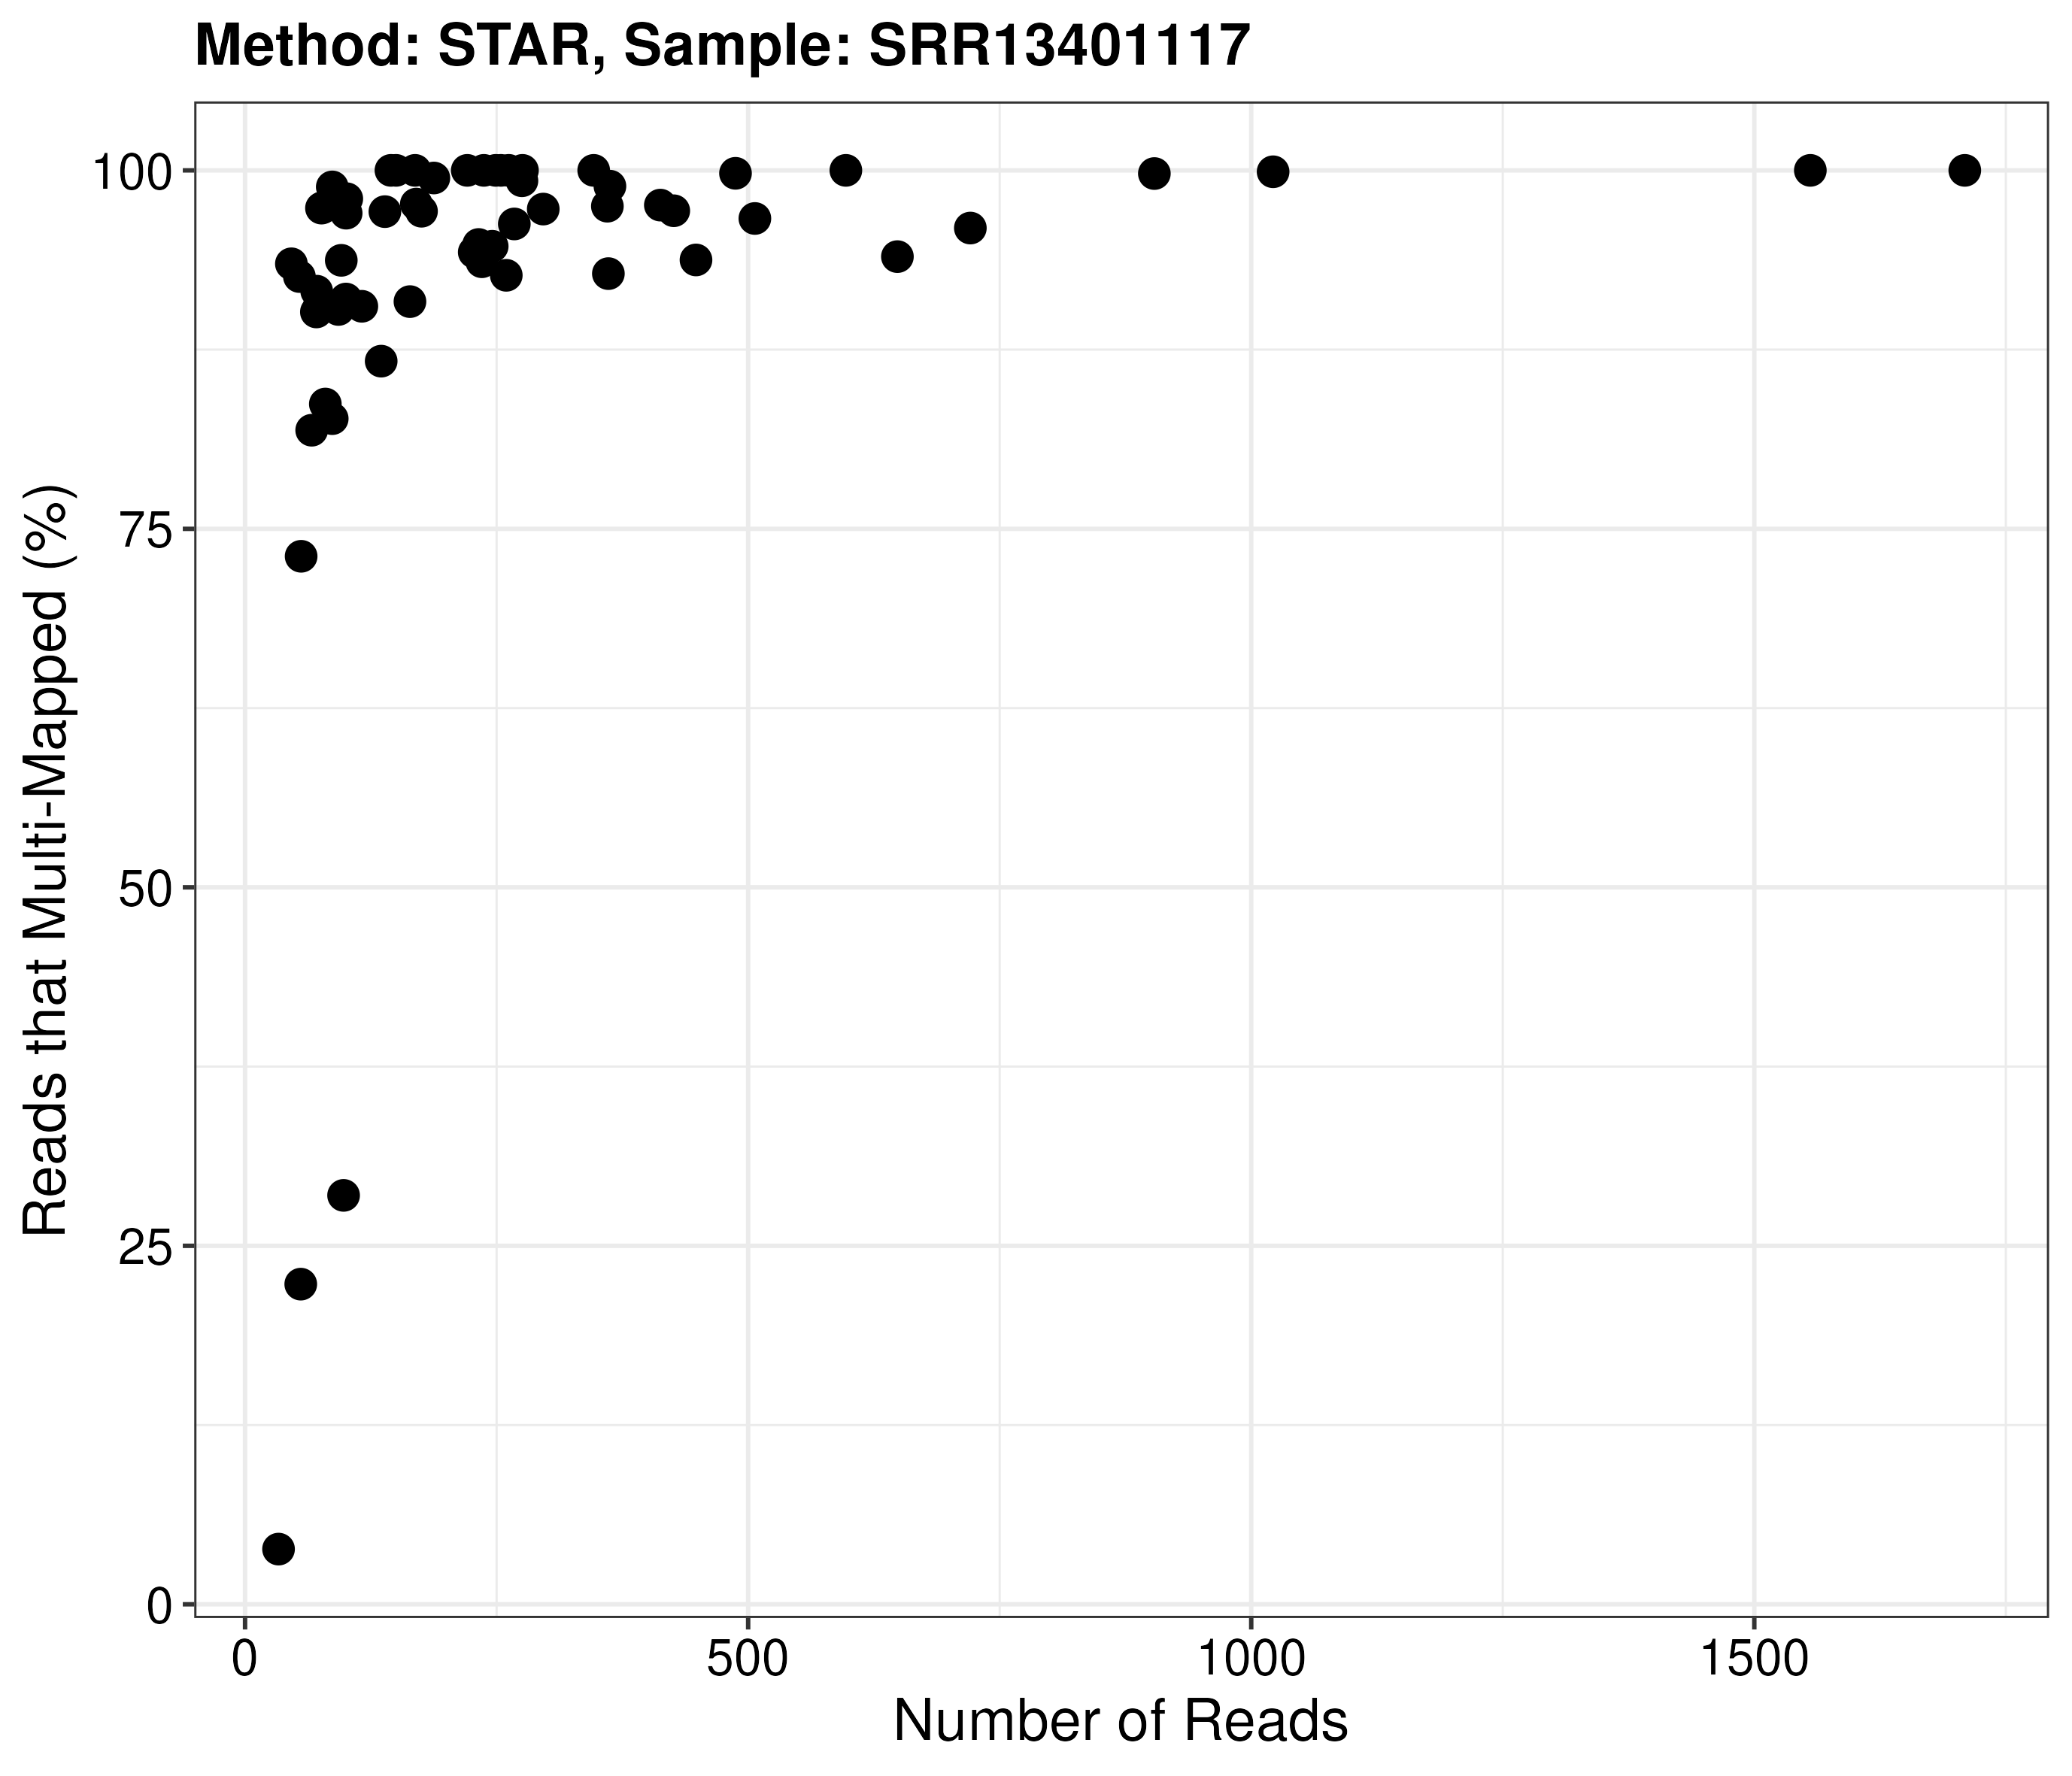 Method: STAR, Sample: SRR13401117
Reads that Multi-Mapped (%)
100
75
50
25
0
0 500 1000 1500
Number of Reads